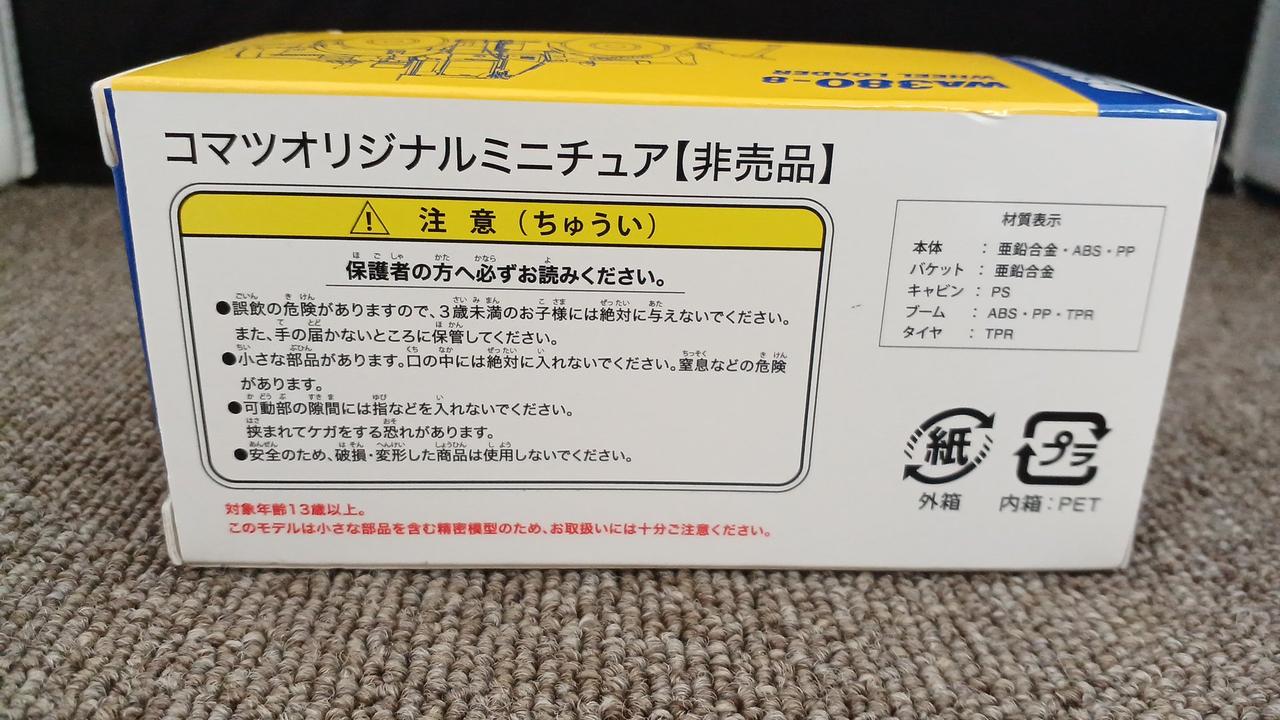 WA380-8
WHEEL LOADER
コマツオリジナルミニチュア【非売品】
注 意（ちゅうい）
保護者の方へ必ずお読みください。
●誤飲の危険がありますので、3歳未満のお子様には絶対に与えないでください。
また、手の届かないところに保管してください。
●小さな部品があります。口の中には絶対に入れないでください。窒息などの危険
があります。
●可動部の隙間には指などを入れないでください。
挟まれてケガをする恐れがあります。
●安全のため、破損・変形した商品は使用しないでください。
対象年齢13歳以上。
このモデルは小さな部品を含む精密模型のため、お取扱いには十分ご注意ください。
材質表示
本体 ： 亜鉛合金・ABS・PP
バケット ： 亜鉛合金
キャビン ： PS
ブーム ： ABS・PP・TPR
タイヤ ： TPR
紙
外箱
プラ
内箱：PET